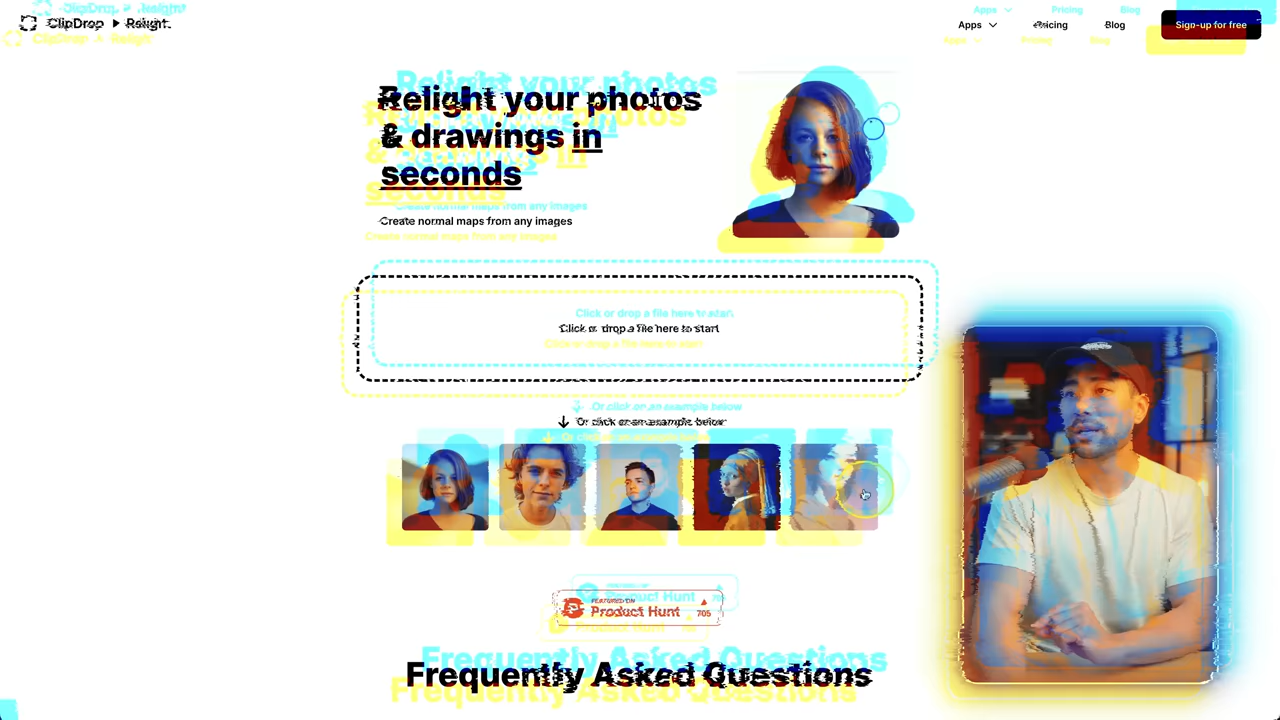 ClipDrop ▸ Relight
Apps Pricing Blog Sign-up for free
Relight your photos
& drawings in
seconds
Create normal maps from any images
Click or drop a file here to start
↓ Or click on an example below
FEATURED ON
Product Hunt
705
Frequently Asked Questions